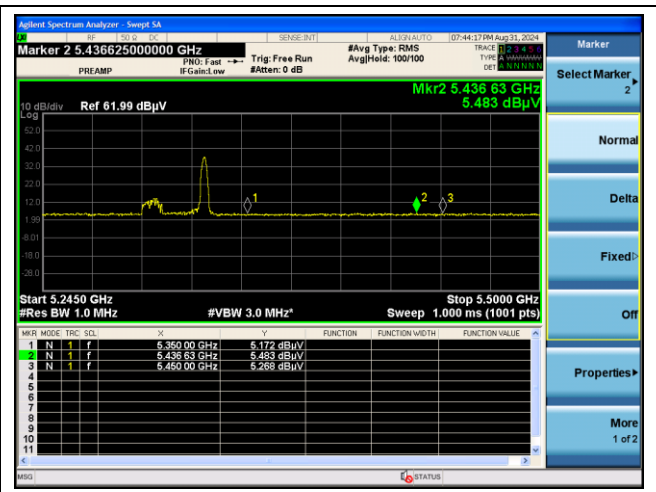 Agilent Spectrum Analyzer - Swept SA
RF 50 Ω DC SENSE:INT ALIGN AUTO 07:44:17 PM Aug 31, 2024
Marker 2 5.436625000000 GHz
PREAMP
PNO: Fast
IFGain:Low
Trig: Free Run
#Atten: 0 dB
#Avg Type: RMS
Avg|Hold: 100/100
TRACE 1 2 3 4 5 6
TYPE A WWWWW
DET A N N N N N
Mkr2 5.436 63 GHz
5.483 dBµV
10 dB/div Ref 61.99 dBµV
Log
52.0
42.0
32.0
22.0
12.0
1.99
-8.01
-18.0
-28.0
1
2
3
Start 5.2450 GHz Stop 5.5000 GHz
#Res BW 1.0 MHz #VBW 3.0 MHz* Sweep 1.000 ms (1001 pts)
MKR MODE TRC SCL X Y FUNCTION FUNCTION WIDTH FUNCTION VALUE
1 N 1 f 5.350 00 GHz 5.172 dBµV
2 N 1 f 5.436 63 GHz 5.483 dBµV
3 N 1 f 5.450 00 GHz 5.268 dBµV
4
5
6
7
8
9
10
11
MSG STATUS
Marker
Select Marker
2
Normal
Delta
Fixed
Off
Properties
More
1 of 2